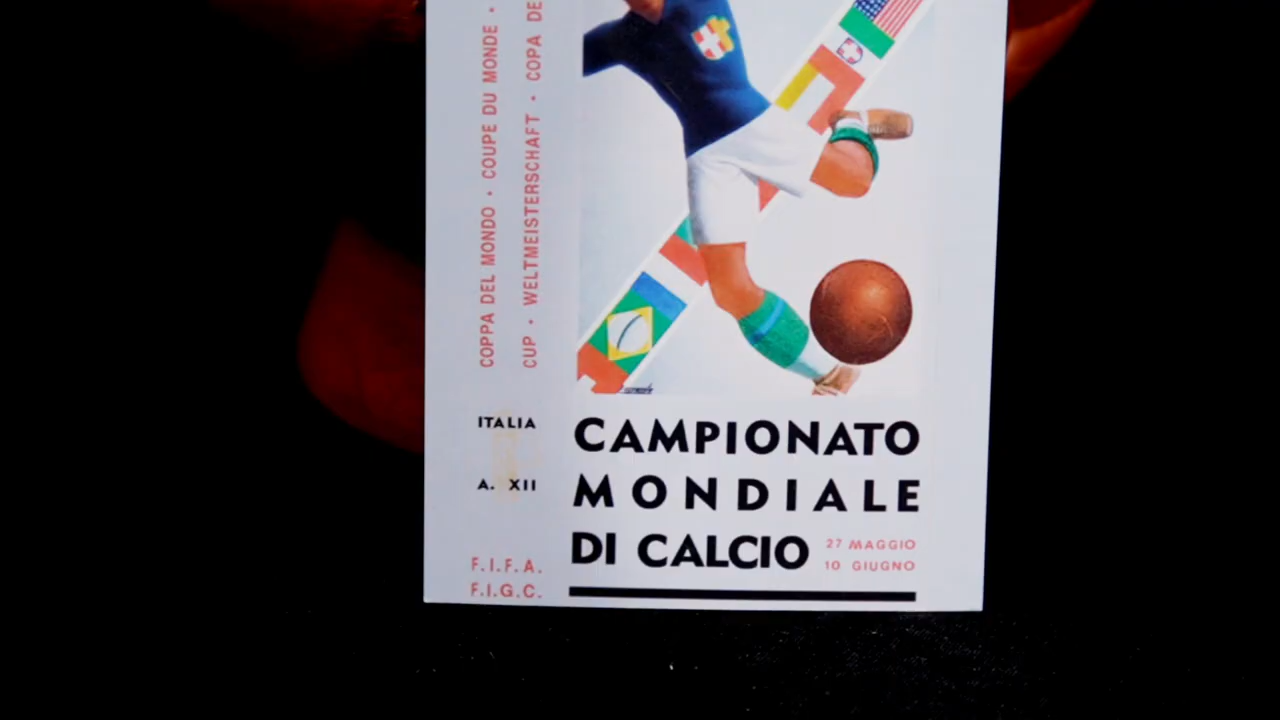 COPPA DEL MONDO · COUPE DU MONDE ·
CUP · WELTMEISTERSCHAFT · COPA DE
ITALIA
A. XII
F.I.F.A.
F.I.G.C.
CAMPIONATO
MONDIALE
DI CALCIO
27 MAGGIO
10 GIUGNO